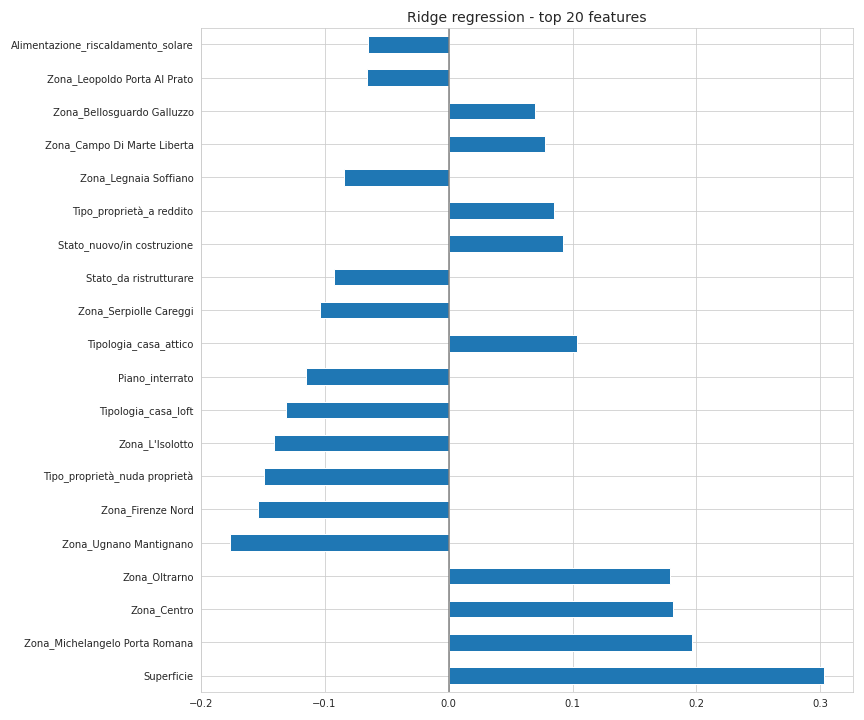 Ridge regression - top 20 features
Alimentazione_riscaldamento_solare
Zona_Leopoldo Porta Al Prato
Zona_Bellosguardo Galluzzo
Zona_Campo Di Marte Liberta
Zona_Legnaia Soffiano
Tipo_proprietà_a reddito
Stato_nuovo/in costruzione
Stato_da ristrutturare
Zona_Serpiolle Careggi
Tipologia_casa_attico
Piano_interrato
Tipologia_casa_loft
Zona_L'Isolotto
Tipo_proprietà_nuda proprietà
Zona_Firenze Nord
Zona_Ugnano Mantignano
Zona_Oltrarno
Zona_Centro
Zona_Michelangelo Porta Romana
Superficie
−0.2 −0.1 0.0 0.1 0.2 0.3